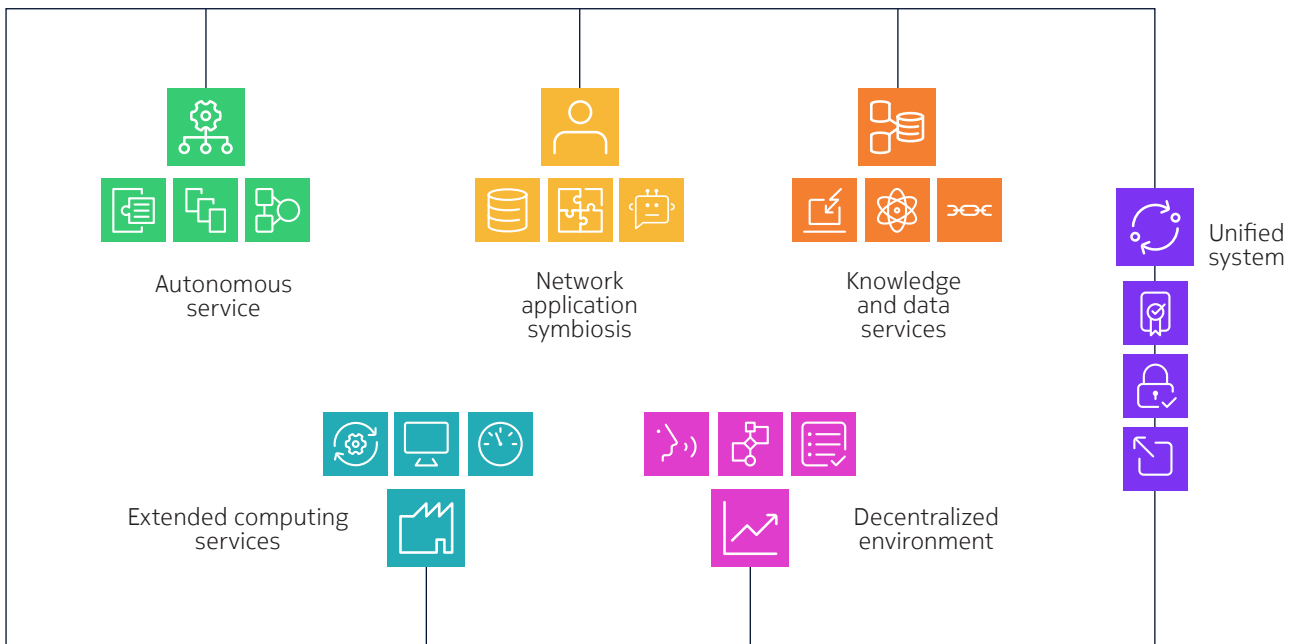 Autonomous
service
Network
application
symbiosis
Knowledge
and data
services
Unified
system
Extended computing
services
Decentralized
environment